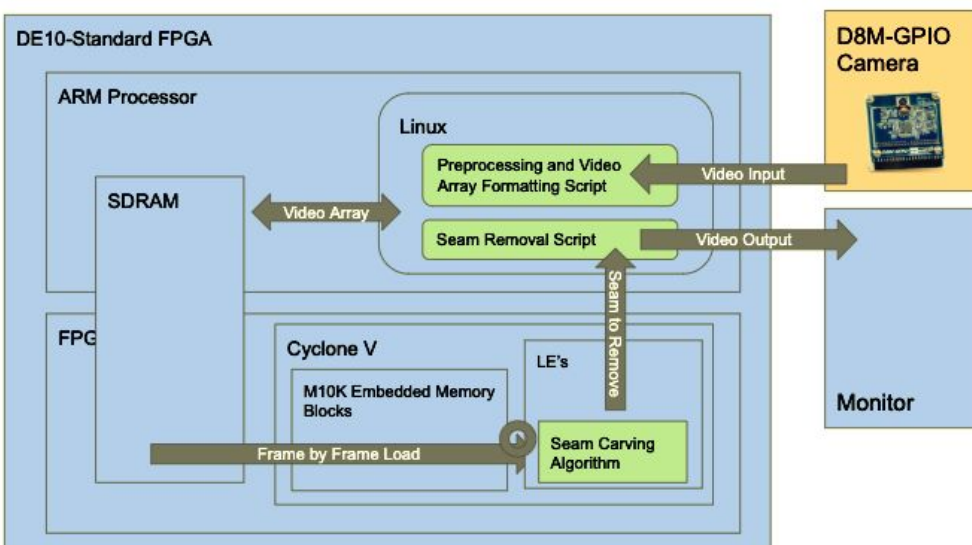 DE10-Standard FPGA
D8M-GPIO
Camera
ARM Processor
Linux
Preprocessing and Video
Array Formatting Script
Video Input
SDRAM
Video Array
Seam Removal Script
Video Output
Seam to Remove
FPG
Cyclone V
LE's
M10K Embedded Memory
Blocks
Monitor
Frame by Frame Load
Seam Carving
Algorithm